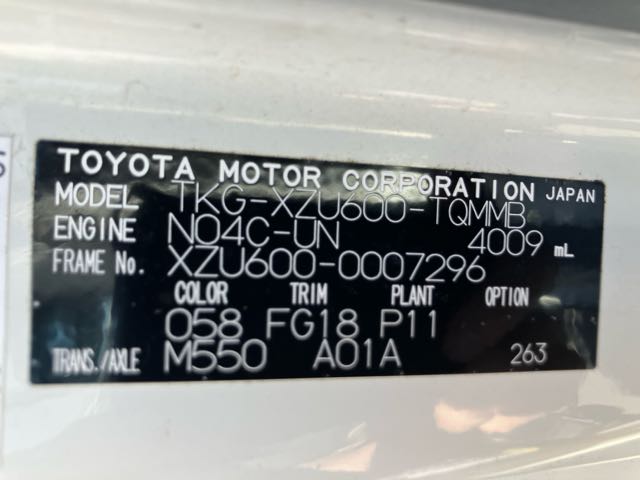 TOYOTA MOTOR CORPORATION JAPAN
MODEL TKG-XZU600-TQMMB
ENGINE N04C-UN 4009 mL
FRAME No. XZU600-0007296
COLOR TRIM PLANT OPTION
058 FG18 P11
TRANS./AXLE M550 A01A 263